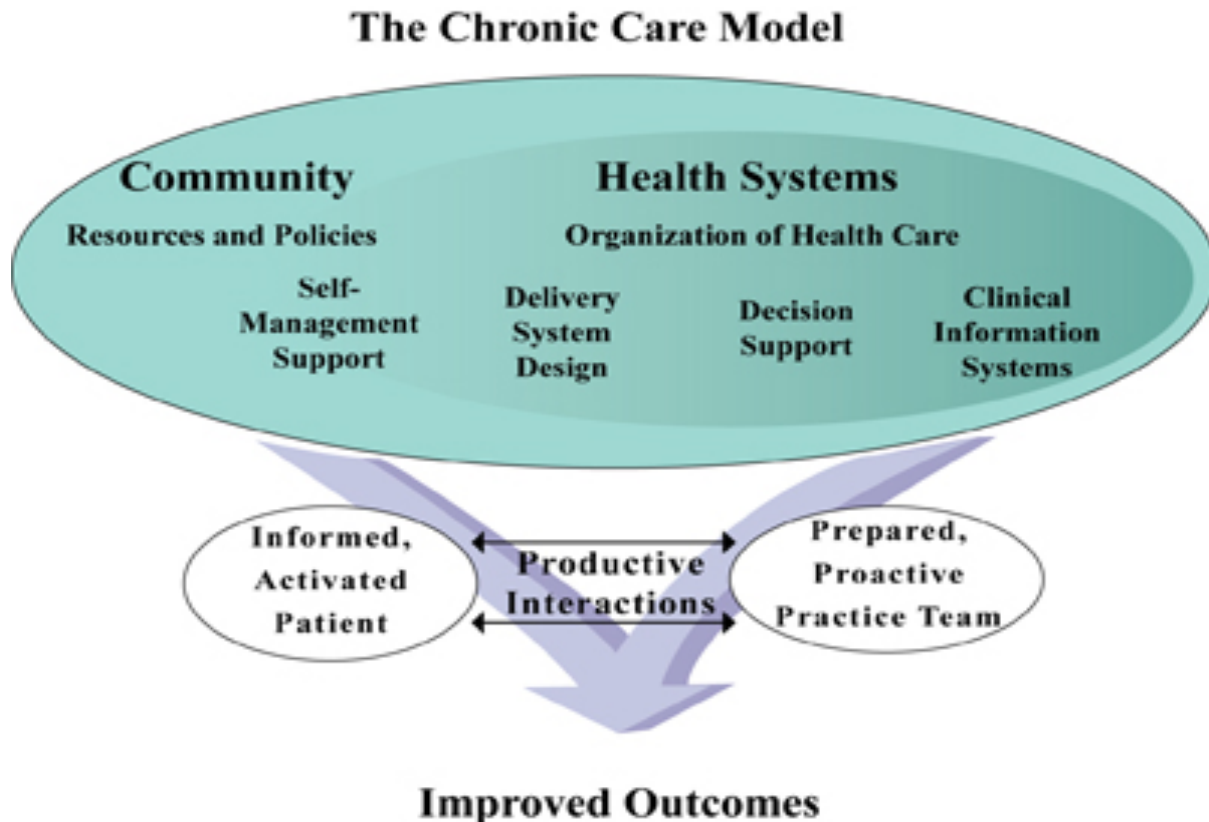 The Chronic Care Model
Community
Resources and Policies
Health Systems
Organization of Health Care
Self-
Management
Support
Delivery
System
Design
Decision
Support
Clinical
Information
Systems
Informed,
Activated
Patient
Productive
Interactions
Prepared,
Proactive
Practice Team
Improved Outcomes